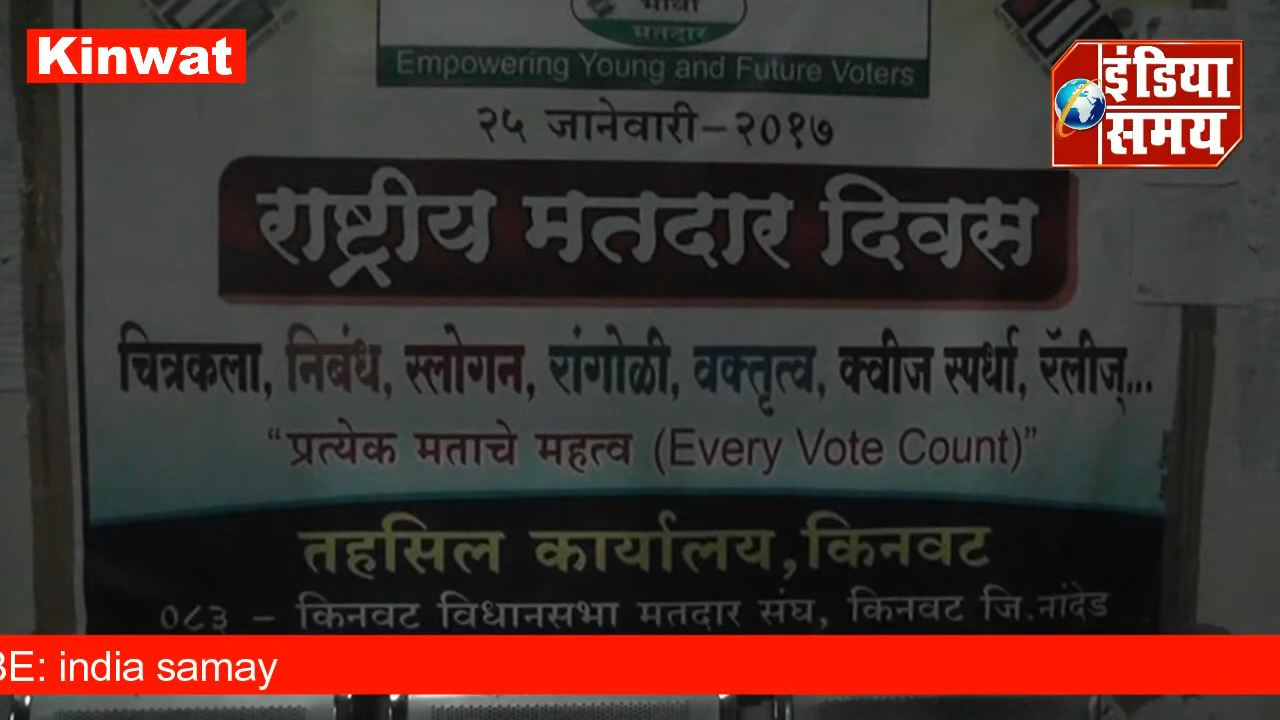 भावी
मतदार
Empowering Young and Future Voters
Kinwat
इंडिया
समय
२५ जानेवारी-२०१७
राष्ट्रीय मतदार दिवस
चित्रकला, निबंध, स्लोगन, रांगोळी, वक्तृत्व, क्वीज स्पर्धा, रॅलीज्...
“प्रत्येक मताचे महत्व (Every Vote Count)”
तहसिल कार्यालय, किनवट
०८३ - किनवट विधानसभा मतदार संघ, किनवट जि.नांदेड
BE: india samay